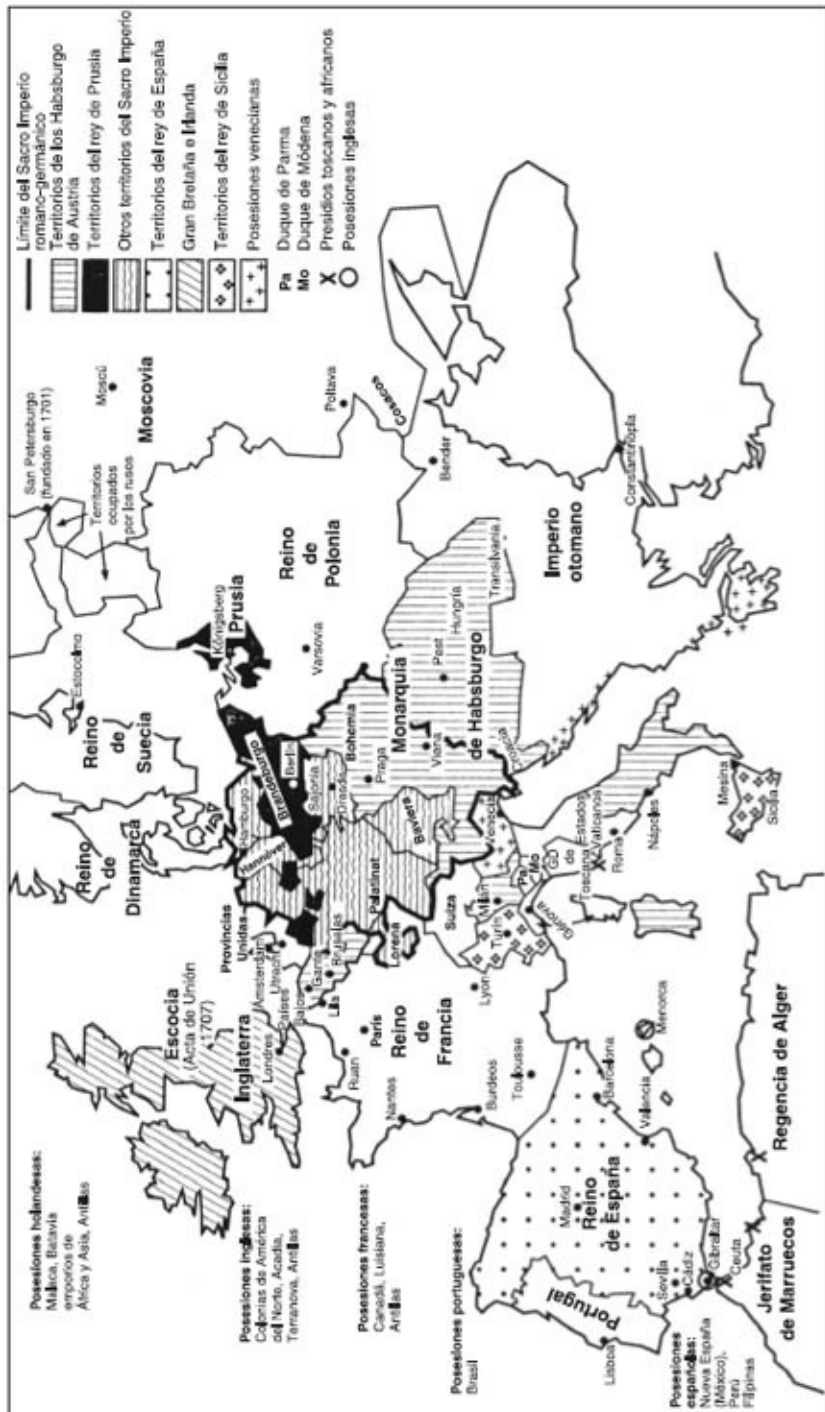 Límite del Sacro Imperio
romano-germánico
Territorios de los Habsburgo
de Austria
Territorios del rey de Prusia
Otros territorios del Sacro Imperio
Territorios del rey de España
Gran Bretaña e Irlanda
Territorios del rey de Sicilia
Posesiones venecianas
Pa Duque de Parma
Mo Duque de Módena
Presidios toscanos y africanos
Posesiones inglesas
Posesiones holandesas:
Malaca, Batavia
emporios de
África y Asia, Antillas
Posesiones inglesas:
Colonias de América
del Norte, Acadia,
Terranova, Antillas
Posesiones francesas:
Canadá, Luisiana,
Antillas
Posesiones portuguesas:
Brasil
Posesiones
españolas:
Nueva España
(México),
Perú
Filipinas
Escocia
(Acta de Unión
1707)
Inglaterra
Londres
Reino
de
Dinamarca
Reino
de
Suecia
Estocolmo
San Petersburgo
(fundado en 1701)
Territorios
ocupados
por los rusos
Moscú
Moscovia
Provincias
Unidas
Amsterdam
Utrecht
Países
Bajos
Gante
Bruselas
Lila
Hamburgo
Hannóver
Brandeburgo
Berlín
Sajonia
Dresde
Königsberg
Prusia
Varsovia
Reino
de
Polonia
Poltava
Cosacos
Bender
Bohemia
Praga
Palatinat
Baviera
Lorena
Monarquía
de Habsburgo
Viena
Pest
Hungría
Transilvania
Croacia
Imperio
otomano
Constantinopla
Ruan
París
Reino
de
Francia
Nantes
Burdeos
Toulousse
Lyon
Suiza
Milán
Turín
Génova
Venecia
Pa
Mo
GD
de
Toscana
Estados
Vaticanos
Roma
Nápoles
Mesina
Sicilia
Portugal
Lisboa
Madrid
Reino
de España
Barcelona
Valencia
Menorca
Sevilla
Cádiz
Gibraltar
Ceuta
Jerifato
de Marruecos
Regencia de Alger